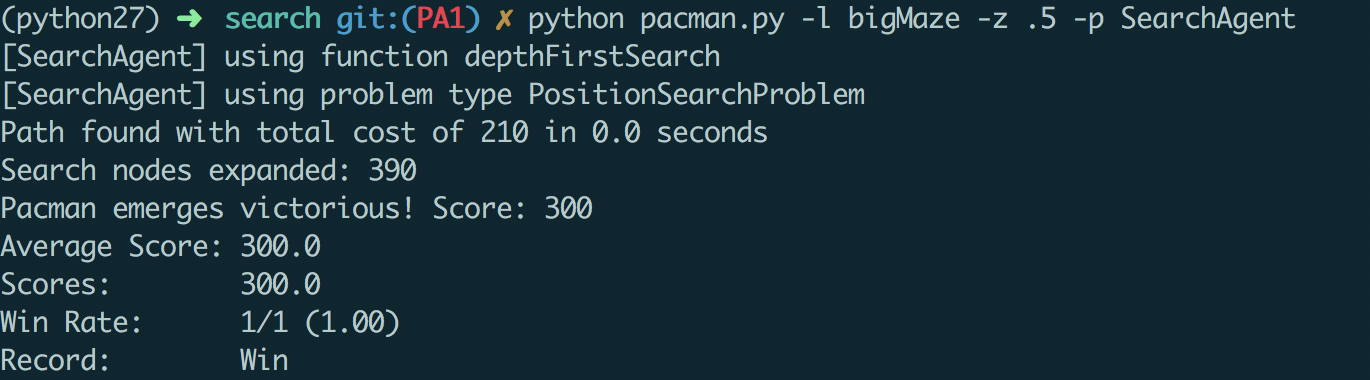 (python27) ➜ search git:(PA1) ✗ python pacman.py -l bigMaze -z .5 -p SearchAgent
[SearchAgent] using function depthFirstSearch
[SearchAgent] using problem type PositionSearchProblem
Path found with total cost of 210 in 0.0 seconds
Search nodes expanded: 390
Pacman emerges victorious! Score: 300
Average Score: 300.0
Scores:        300.0
Win Rate:      1/1 (1.00)
Record:        Win